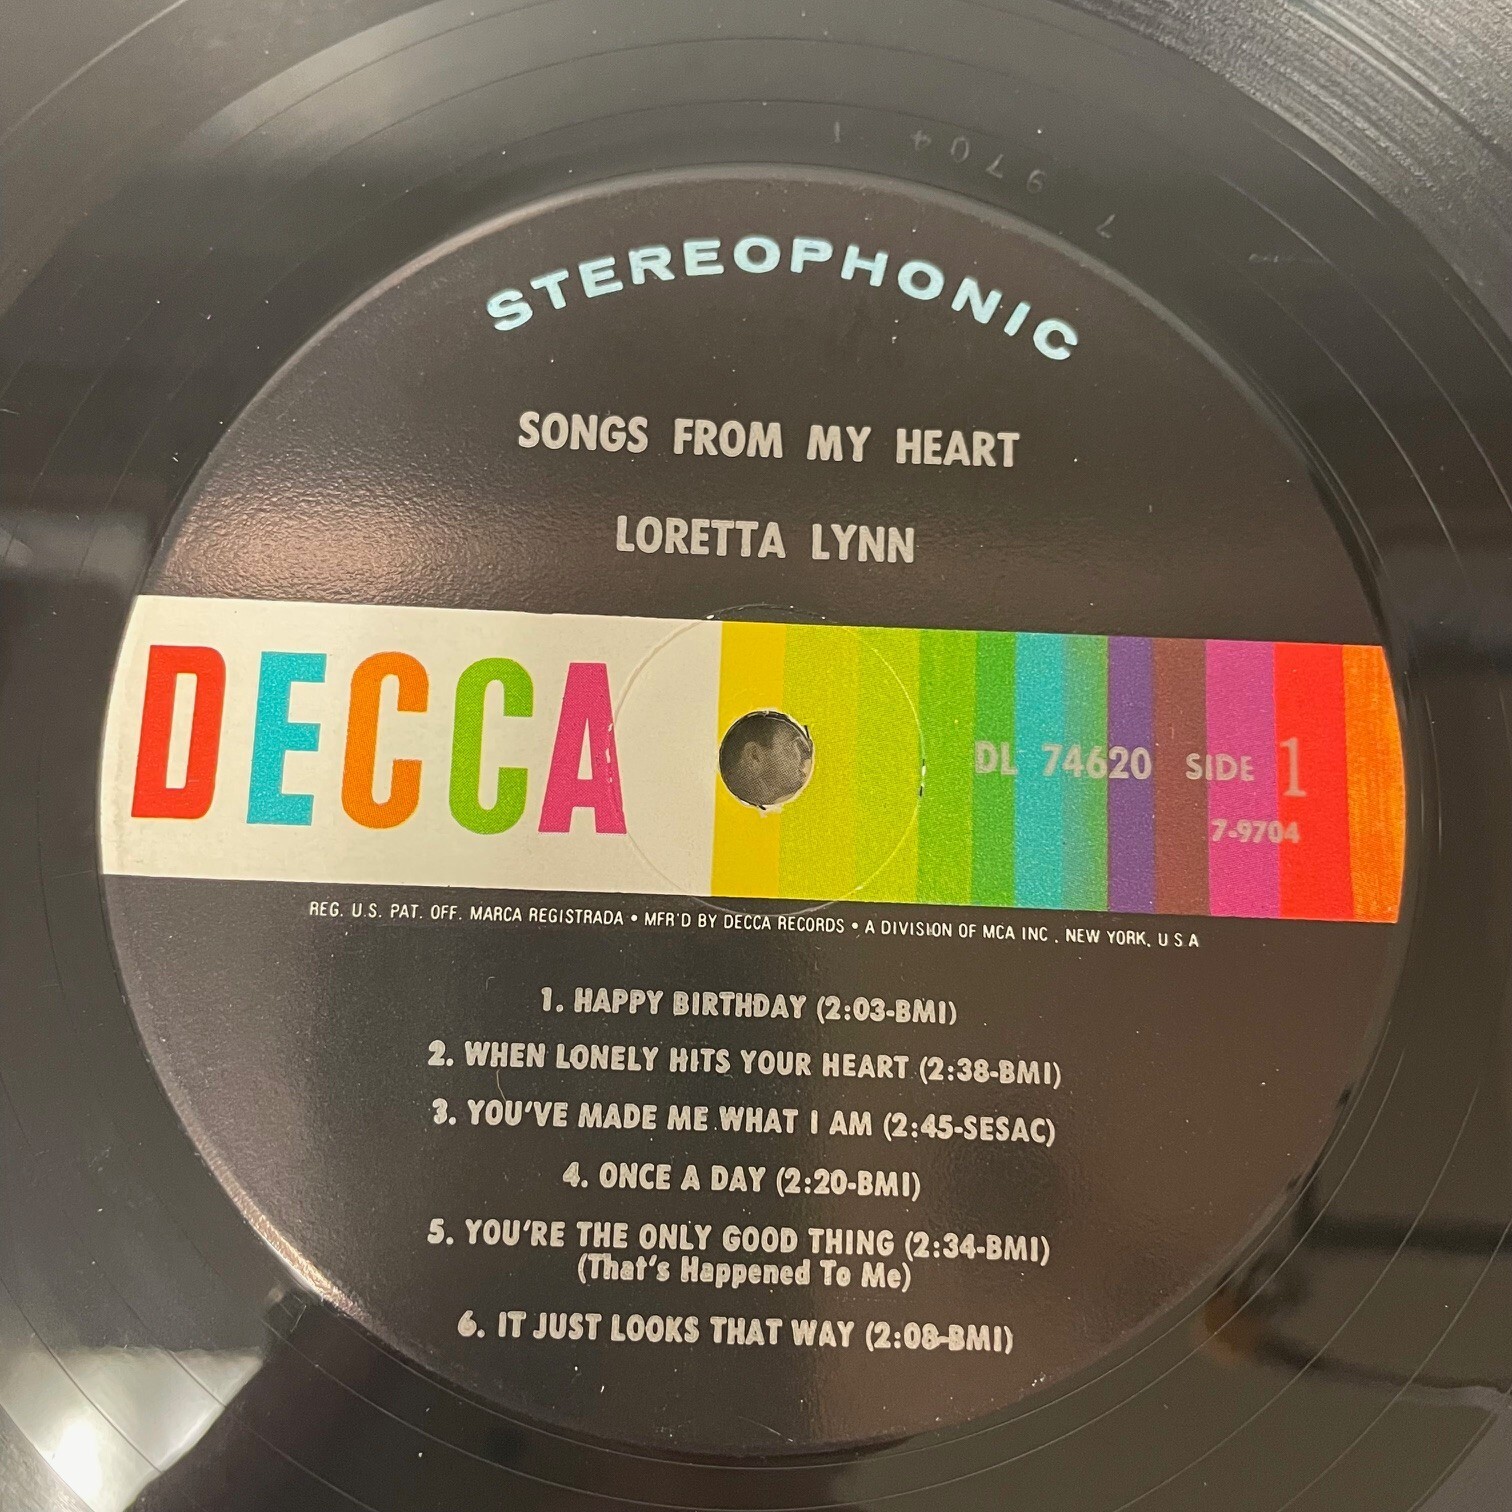 7 9704 1
STEREOPHONIC
SONGS FROM MY HEART
LORETTA LYNN
DECCA
DL 74620 SIDE 1
7-9704
REG. U.S. PAT. OFF. MARCA REGISTRADA • MFR'D BY DECCA RECORDS • A DIVISION OF MCA INC., NEW YORK, U S A
1. HAPPY BIRTHDAY (2:03-BMI)
2. WHEN LONELY HITS YOUR HEART (2:38-BMI)
3. YOU'VE MADE ME WHAT I AM (2:45-SESAC)
4. ONCE A DAY (2:20-BMI)
5. YOU'RE THE ONLY GOOD THING (2:34-BMI)
(That's Happened To Me)
6. IT JUST LOOKS THAT WAY (2:08-BMI)